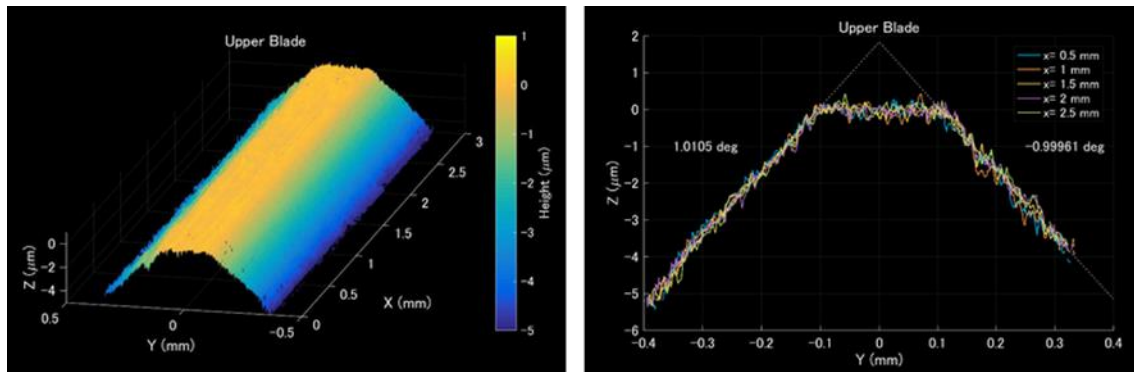 Upper Blade
1
0
-1
-2
-3
-4
-5
Height (μm)
Z (μm)
0
-2
-4
0.5
0
-0.5
Y (mm)
0
0.5
1
1.5
2
2.5
3
X (mm)
Upper Blade
2
1
0
-1
-2
-3
-4
-5
-6
Z (μm)
x= 0.5 mm
x= 1 mm
x= 1.5 mm
x= 2 mm
x= 2.5 mm
1.0105 deg
-0.99961 deg
-0.4
-0.3
-0.2
-0.1
0
0.1
0.2
0.3
0.4
Y (mm)